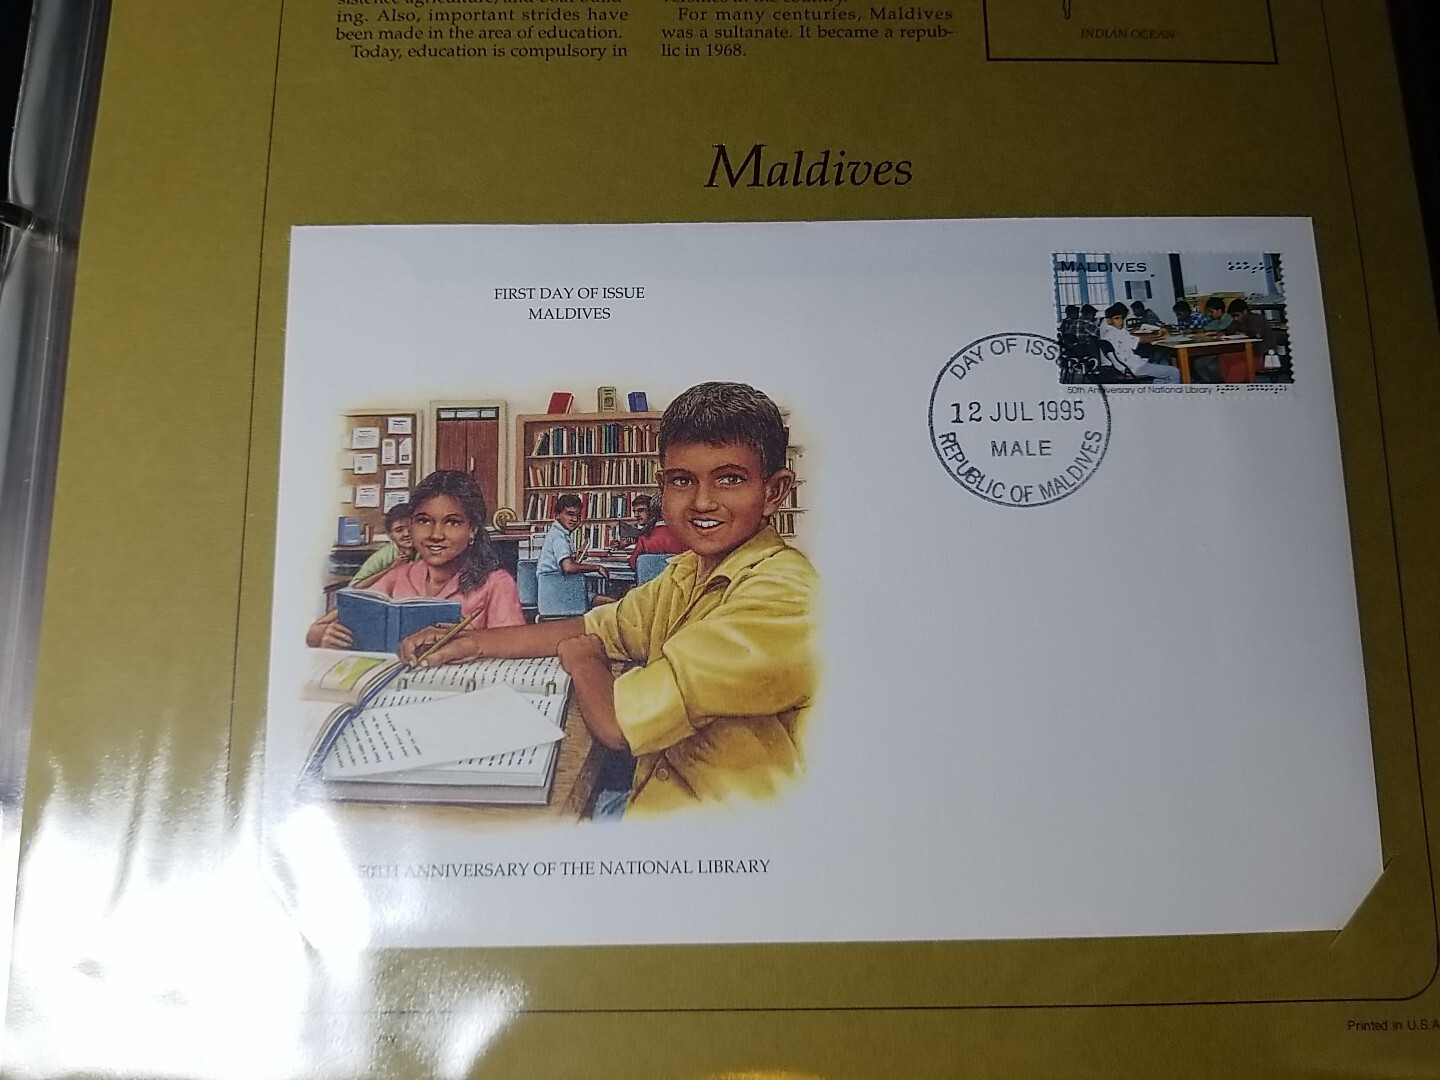 ing. Also, important strides have
been made in the area of education.
Today, education is compulsory in
For many centuries, Maldives
was a sultanate. It became a repub-
lic in 1968.
INDIAN OCEAN
Maldives
FIRST DAY OF ISSUE
MALDIVES
MALDIVES
50th Anniversary of National Library
DAY OF ISSU
12 JUL 1995
MALE
REPUBLIC OF MALDIVES
50TH ANNIVERSARY OF THE NATIONAL LIBRARY
Printed in U.S.A